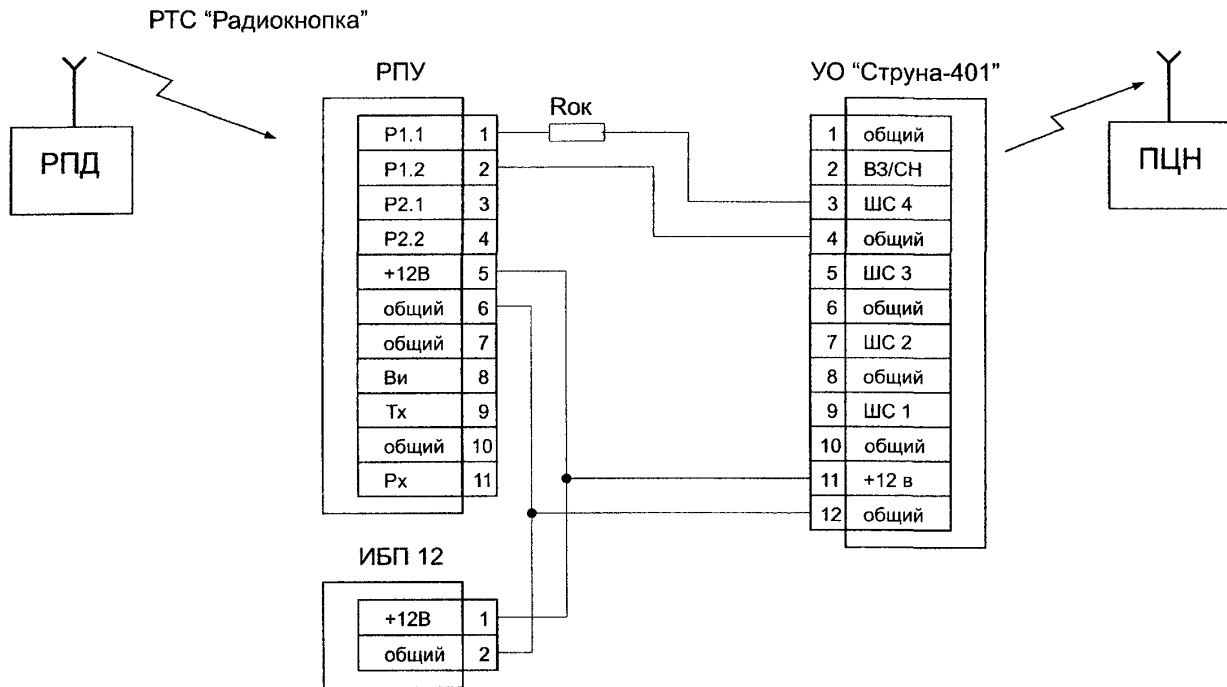 РТС “Радиокнопка”
РПД
РПУ
Р1.1 1
Р1.2 2
Р2.1 3
Р2.2 4
+12В 5
общий 6
общий 7
Ви 8
Тх 9
общий 10
Рх 11
Rок
УО “Струна-401”
1 общий
2 ВЗ/СН
3 ШС 4
4 общий
5 ШС 3
6 общий
7 ШС 2
8 общий
9 ШС 1
10 общий
11 +12 в
12 общий
ПЦН
ИБП 12
+12В 1
общий 2